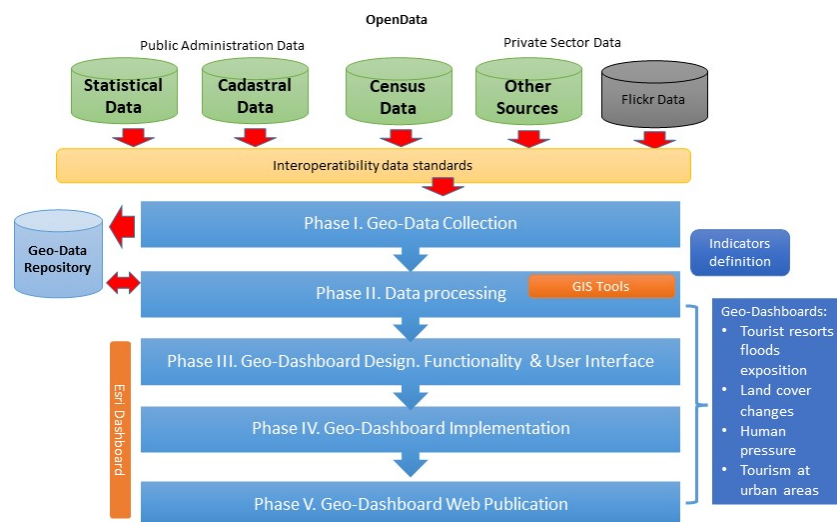 OpenData
Public Administration Data
Private Sector Data
Statistical
Data
Cadastral
Data
Census
Data
Other
Sources
Flickr Data
Interoperatibility data standards
Phase I. Geo-Data Collection
Geo-Data
Repository
Indicators
definition
Phase II. Data processing
GIS Tools
Geo-Dashboards:
• Tourist resorts
floods
exposition
• Land cover
changes
• Human
pressure
• Tourism at
urban areas
Esri Dashboard
Phase III. Geo-Dashboard Design. Functionality & User Interface
Phase IV. Geo-Dashboard Implementation
Phase V. Geo-Dashboard Web Publication